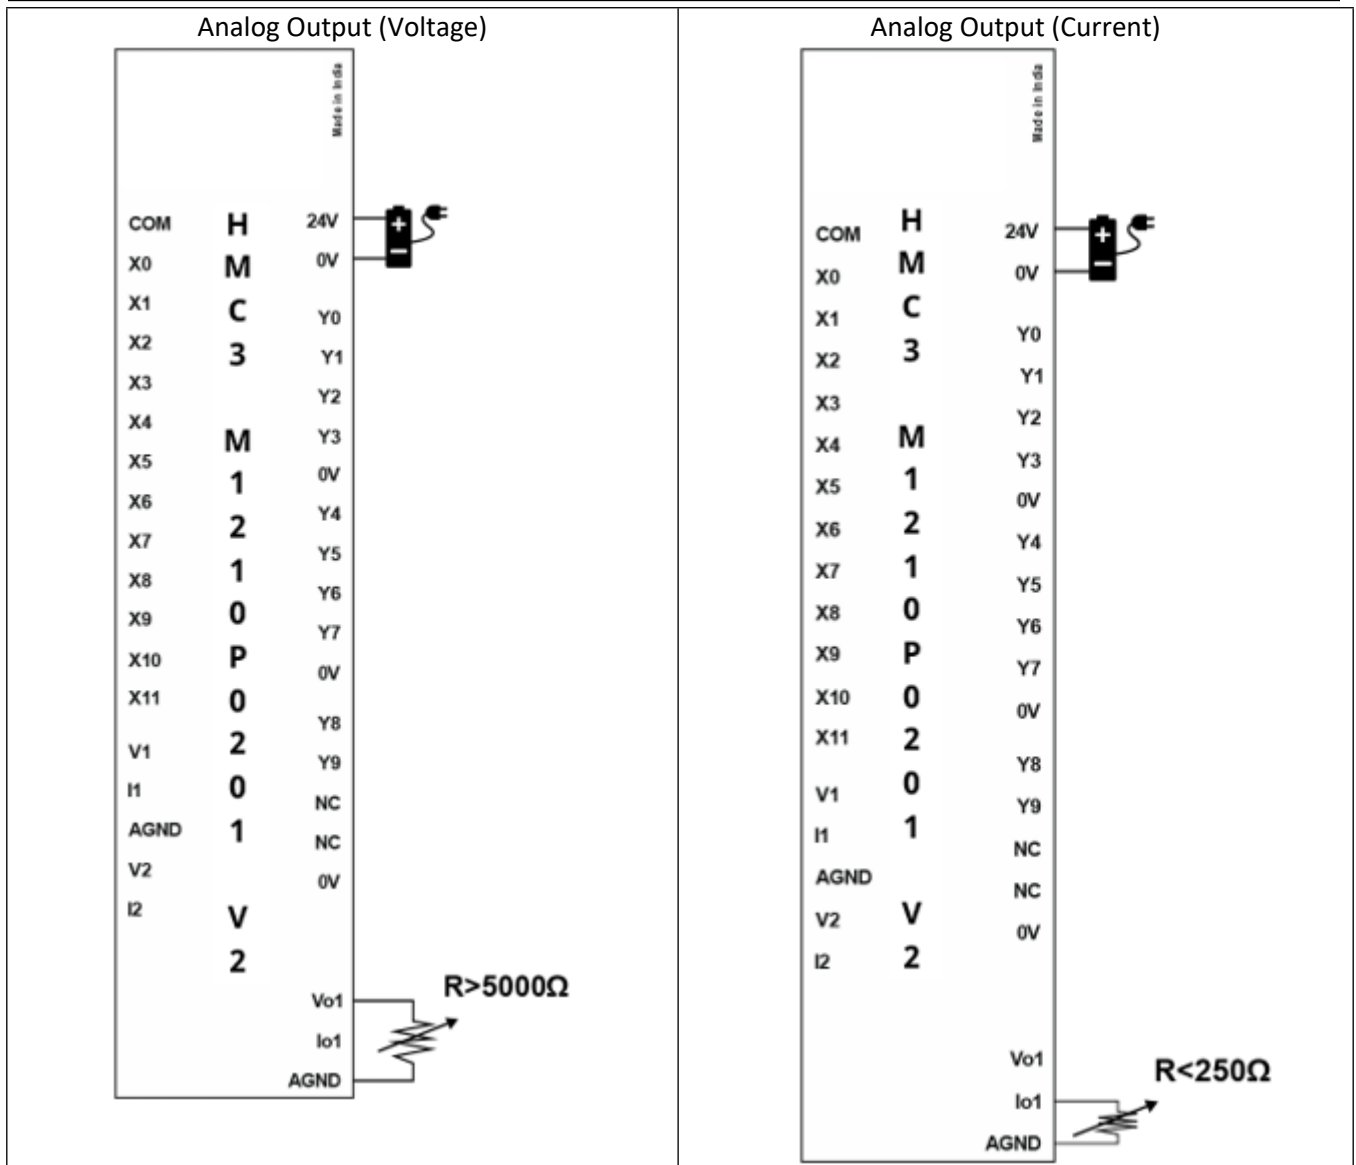 Analog Output (Voltage)
Made in India
COM
X0
X1
X2
X3
X4
X5
X6
X7
X8
X9
X10
X11
V1
I1
AGND
V2
I2
H
M
C
3
M
1
2
1
0
P
0
2
0
1
V
2
24V
0V
Y0
Y1
Y2
Y3
0V
Y4
Y5
Y6
Y7
0V
Y8
Y9
NC
NC
0V
Vo1
Io1
AGND
+
−
R>5000Ω
Analog Output (Current)
Made in India
COM
X0
X1
X2
X3
X4
X5
X6
X7
X8
X9
X10
X11
V1
I1
AGND
V2
I2
H
M
C
3
M
1
2
1
0
P
0
2
0
1
V
2
24V
0V
Y0
Y1
Y2
Y3
0V
Y4
Y5
Y6
Y7
0V
Y8
Y9
NC
NC
0V
Vo1
Io1
AGND
+
−
R<250Ω